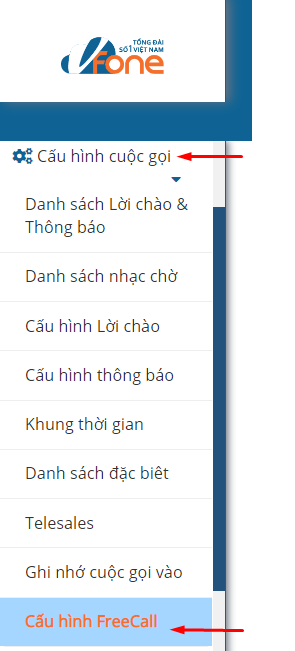 TỔNG ĐÀI
SỐ 1 VIỆT NAM
Vfone
Cấu hình cuộc gọi
Danh sách Lời chào &
Thông báo
Danh sách nhạc chờ
Cấu hình Lời chào
Cấu hình thông báo
Khung thời gian
Danh sách đặc biêt
Telesales
Ghi nhớ cuộc gọi vào
Cấu hình FreeCall